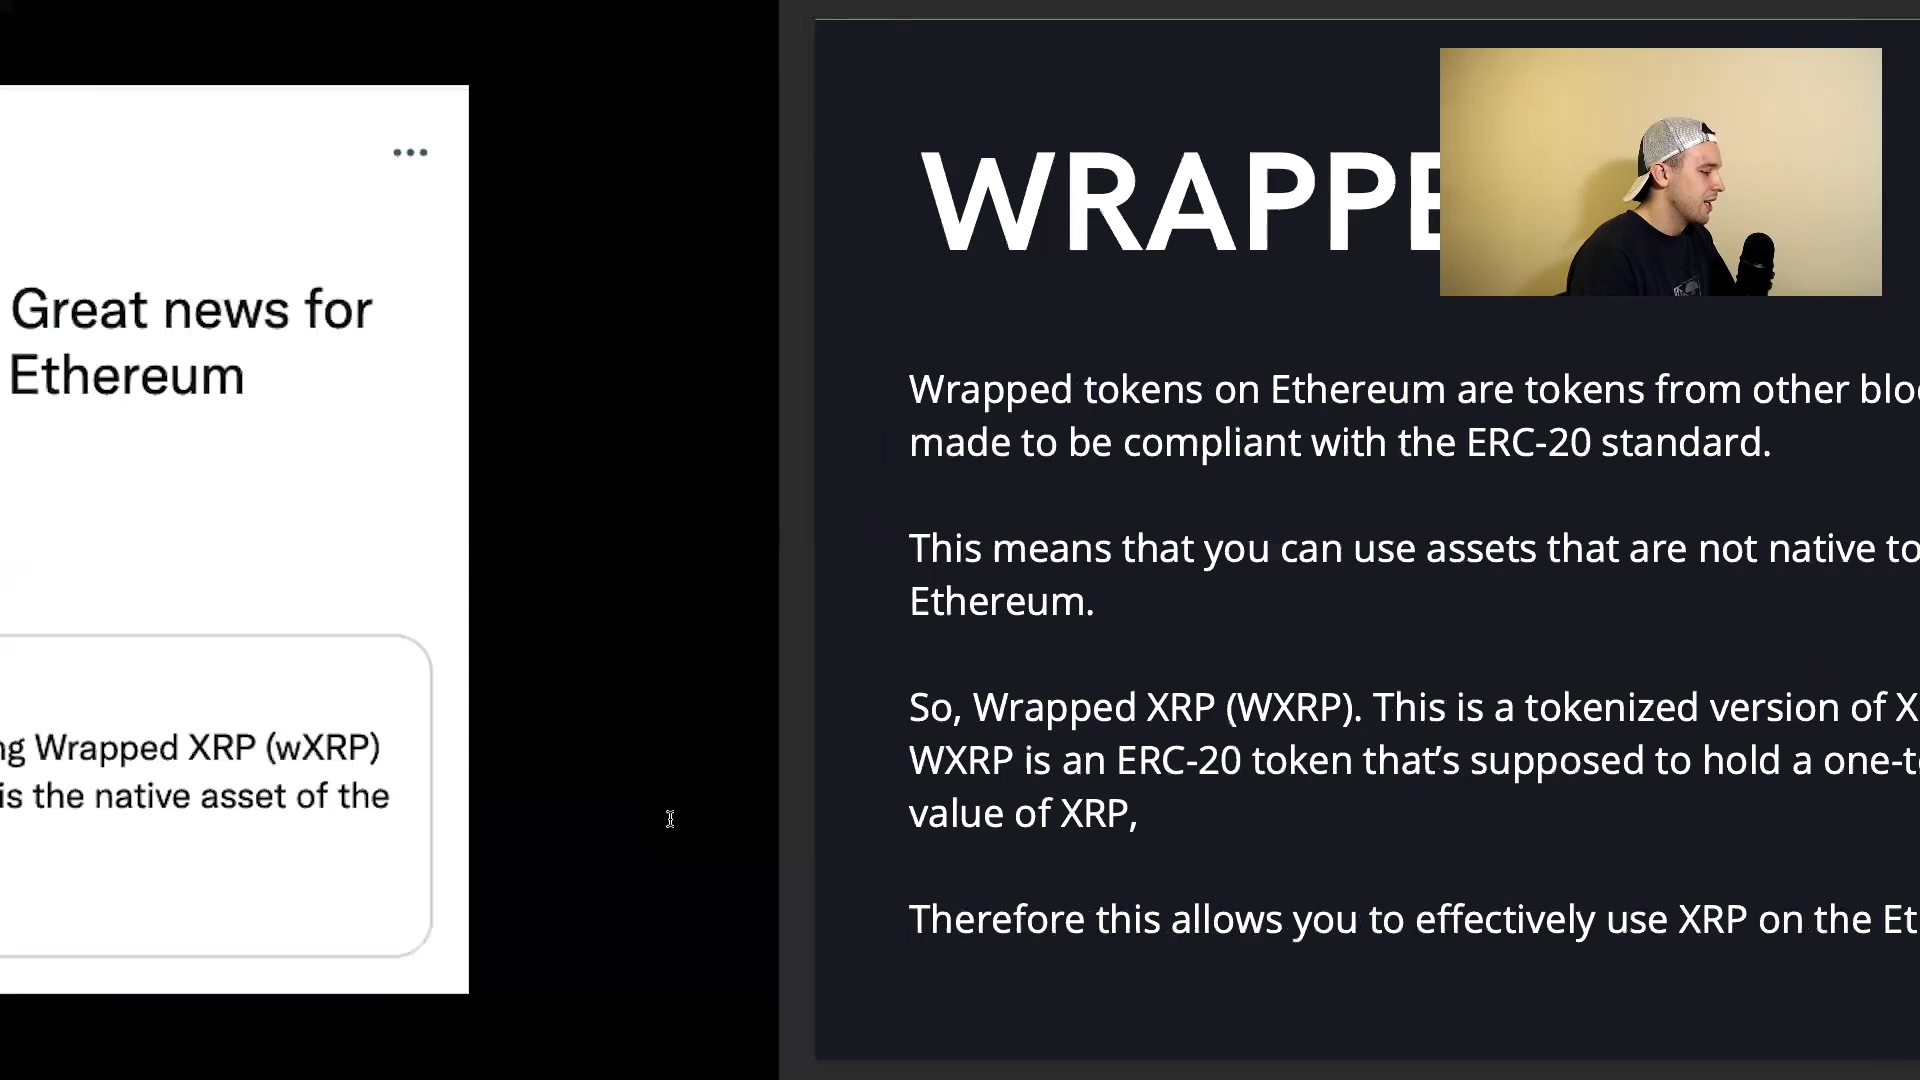 Great news for
Ethereum
Wrapped XRP (wXRP)
is the native asset of the
WRAPPE
Wrapped tokens on Ethereum are tokens from other
made to be compliant with the ERC-20 standard.
This means that you can use assets that are not native to
Ethereum.
So, Wrapped XRP (WXRP). This is a tokenized version of
WXRP is an ERC-20 token that’s supposed to hold a
value of XRP,
Therefore this allows you to effectively use XRP on the